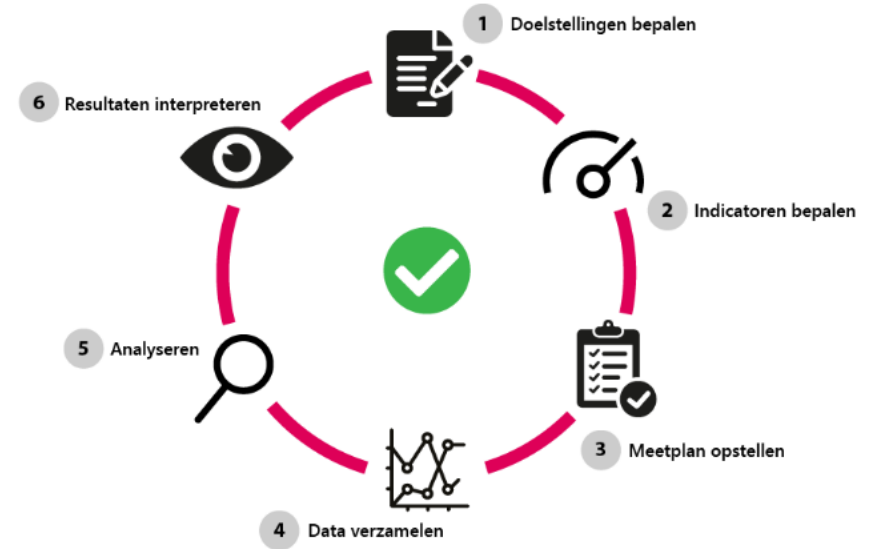 1 Doelstellingen bepalen
2 Indicatoren bepalen
3 Meetplan opstellen
4 Data verzamelen
5 Analyseren
6 Resultaten interpreteren